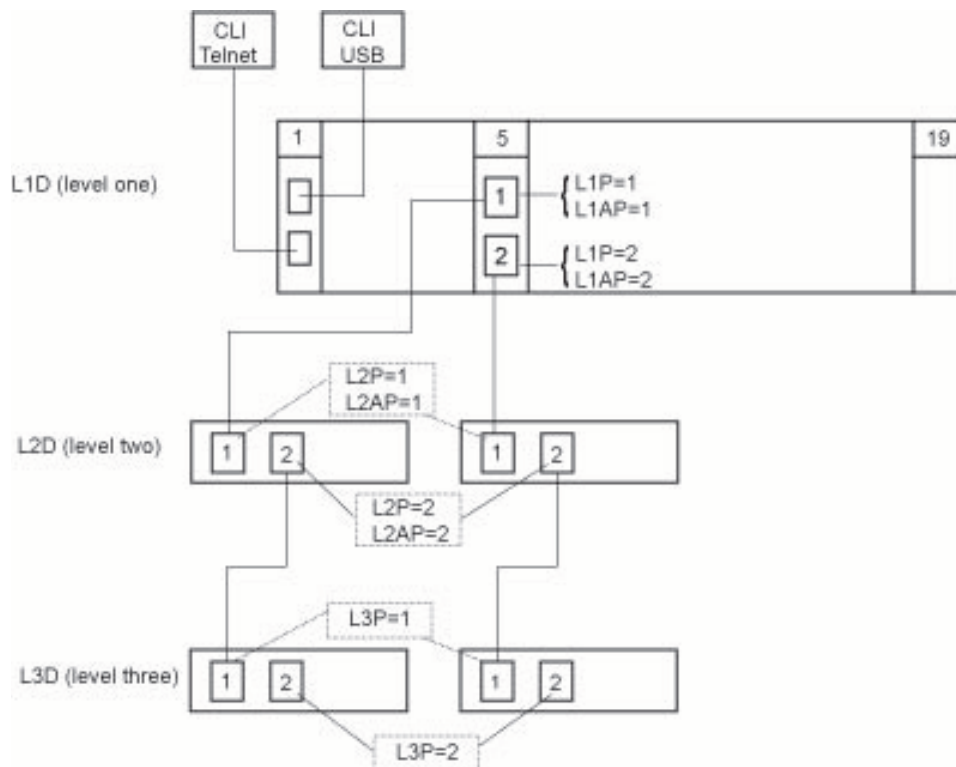 CLI
Telnet
CLI
USB
1
5
19
L1D (level one)
1
L1P=1
L1AP=1
2
L1P=2
L1AP=2
L2P=1
L2AP=1
L2D (level two)
1
2
1
2
L2P=2
L2AP=2
L3P=1
L3D (level three)
1
2
1
2
L3P=2